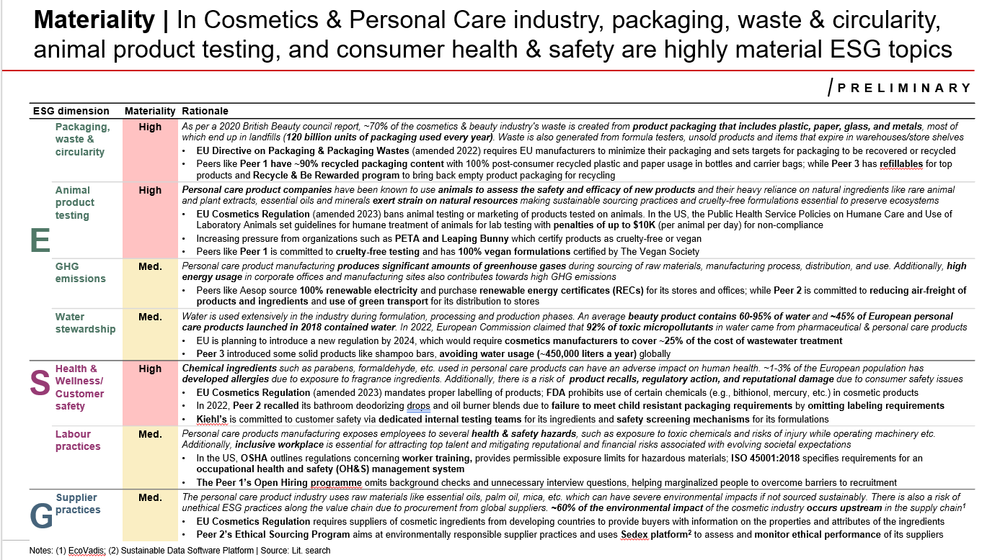 Materiality | In Cosmetics & Personal Care industry, packaging, waste & circularity,
animal product testing, and consumer health & safety are highly material ESG topics
PRELIMINARY
ESG dimension Materiality Rationale
E
Packaging,
waste &
circularity
High
As per a 2020 British Beauty council report, ~70% of the cosmetics & beauty industry's waste is created from product packaging that includes plastic, paper, glass, and metals, most of
which end up in landfills (120 billion units of packaging used every year). Waste is also generated from formula testers, unsold products and items that expire in warehouses/store shelves
• EU Directive on Packaging & Packaging Wastes (amended 2022) requires EU manufacturers to minimize their packaging and sets targets for packaging to be recovered or recycled
• Peers like Peer 1 have ~90% recycled packaging content with 100% post-consumer recycled plastic and paper usage in bottles and carrier bags; while Peer 3 has refillables for top
products and Recycle & Be Rewarded program to bring back empty product packaging for recycling
Animal
product
testing
High
Personal care product companies have been known to use animals to assess the safety and efficacy of new products and their heavy reliance on natural ingredients like rare animal
and plant extracts, essential oils and minerals exert strain on natural resources making sustainable sourcing practices and cruelty-free formulations essential to preserve ecosystems
• EU Cosmetics Regulation (amended 2023) bans animal testing or marketing of products tested on animals. In the US, the Public Health Service Policies on Humane Care and Use of
Laboratory Animals set guidelines for humane treatment of animals for lab testing with penalties of up to $10K (per animal per day) for non-compliance
• Increasing pressure from organizations such as PETA and Leaping Bunny which certify products as cruelty-free or vegan
• Peers like Peer 1 is committed to cruelty-free testing and has 100% vegan formulations certified by The Vegan Society
GHG
emissions
Med.
Personal care product manufacturing produces significant amounts of greenhouse gases during sourcing of raw materials, manufacturing process, distribution, and use. Additionally, high
energy usage in corporate offices and manufacturing sites also contributes towards high GHG emissions
• Peers like Aesop source 100% renewable electricity and purchase renewable energy certificates (RECs) for its stores and offices; while Peer 2 is committed to reducing air-freight of
products and ingredients and use of green transport for its distribution to stores
Water
stewardship
Med.
Water is used extensively in the industry during formulation, processing and production phases. An average beauty product contains 60-95% of water and ~45% of European personal
care products launched in 2018 contained water. In 2022, European Commission claimed that 92% of toxic micropollutants in water came from pharmaceutical & personal care products
• EU is planning to introduce a new regulation by 2024, which would require cosmetics manufacturers to cover ~25% of the cost of wastewater treatment
• Peer 3 introduced some solid products like shampoo bars, avoiding water usage (~450,000 liters a year) globally
S
Health &
Wellness/
Customer
safety
High
Chemical ingredients such as parabens, formaldehyde, etc. used in personal care products can have an adverse impact on human health. ~1-3% of the European population has
developed allergies due to exposure to fragrance ingredients. Additionally, there is a risk of product recalls, regulatory action, and reputational damage due to consumer safety issues
• EU Cosmetics Regulation (amended 2023) mandates proper labelling of products; FDA prohibits use of certain chemicals (e.g., bithionol, mercury, etc.) in cosmetic products
• In 2022, Peer 2 recalled its bathroom deodorizing drops and oil burner blends due to failure to meet child resistant packaging requirements by omitting labeling requirements
• Kiehl's is committed to customer safety via dedicated internal testing teams for its ingredients and safety screening mechanisms for its formulations
Labour
practices
Med.
Personal care products manufacturing exposes employees to several health & safety hazards, such as exposure to toxic chemicals and risks of injury while operating machinery etc.
Additionally, inclusive workplace is essential for attracting top talent and mitigating reputational and financial risks associated with evolving societal expectations
• In the US, OSHA outlines regulations concerning worker training, provides permissible exposure limits for hazardous materials; ISO 45001:2018 specifies requirements for an
occupational health and safety (OH&S) management system
• The Peer 1's Open Hiring programme omits background checks and unnecessary interview questions, helping marginalized people to overcome barriers to recruitment
G
Supplier
practices
Med.
The personal care product industry uses raw materials like essential oils, palm oil, mica, etc. which can have severe environmental impacts if not sourced sustainably. There is also a risk of
unethical ESG practices along the value chain due to procurement from global suppliers. ~60% of the environmental impact of the cosmetic industry occurs upstream in the supply chain¹
• EU Cosmetics Regulation requires suppliers of cosmetic ingredients from developing countries to provide buyers with information on the properties and attributes of the ingredients
• Peer 2's Ethical Sourcing Program aims at environmentally responsible supplier practices and uses Sedex platform² to assess and monitor ethical performance of its suppliers
Notes: (1) EcoVadis; (2) Sustainable Data Software Platform | Source: Lit. search